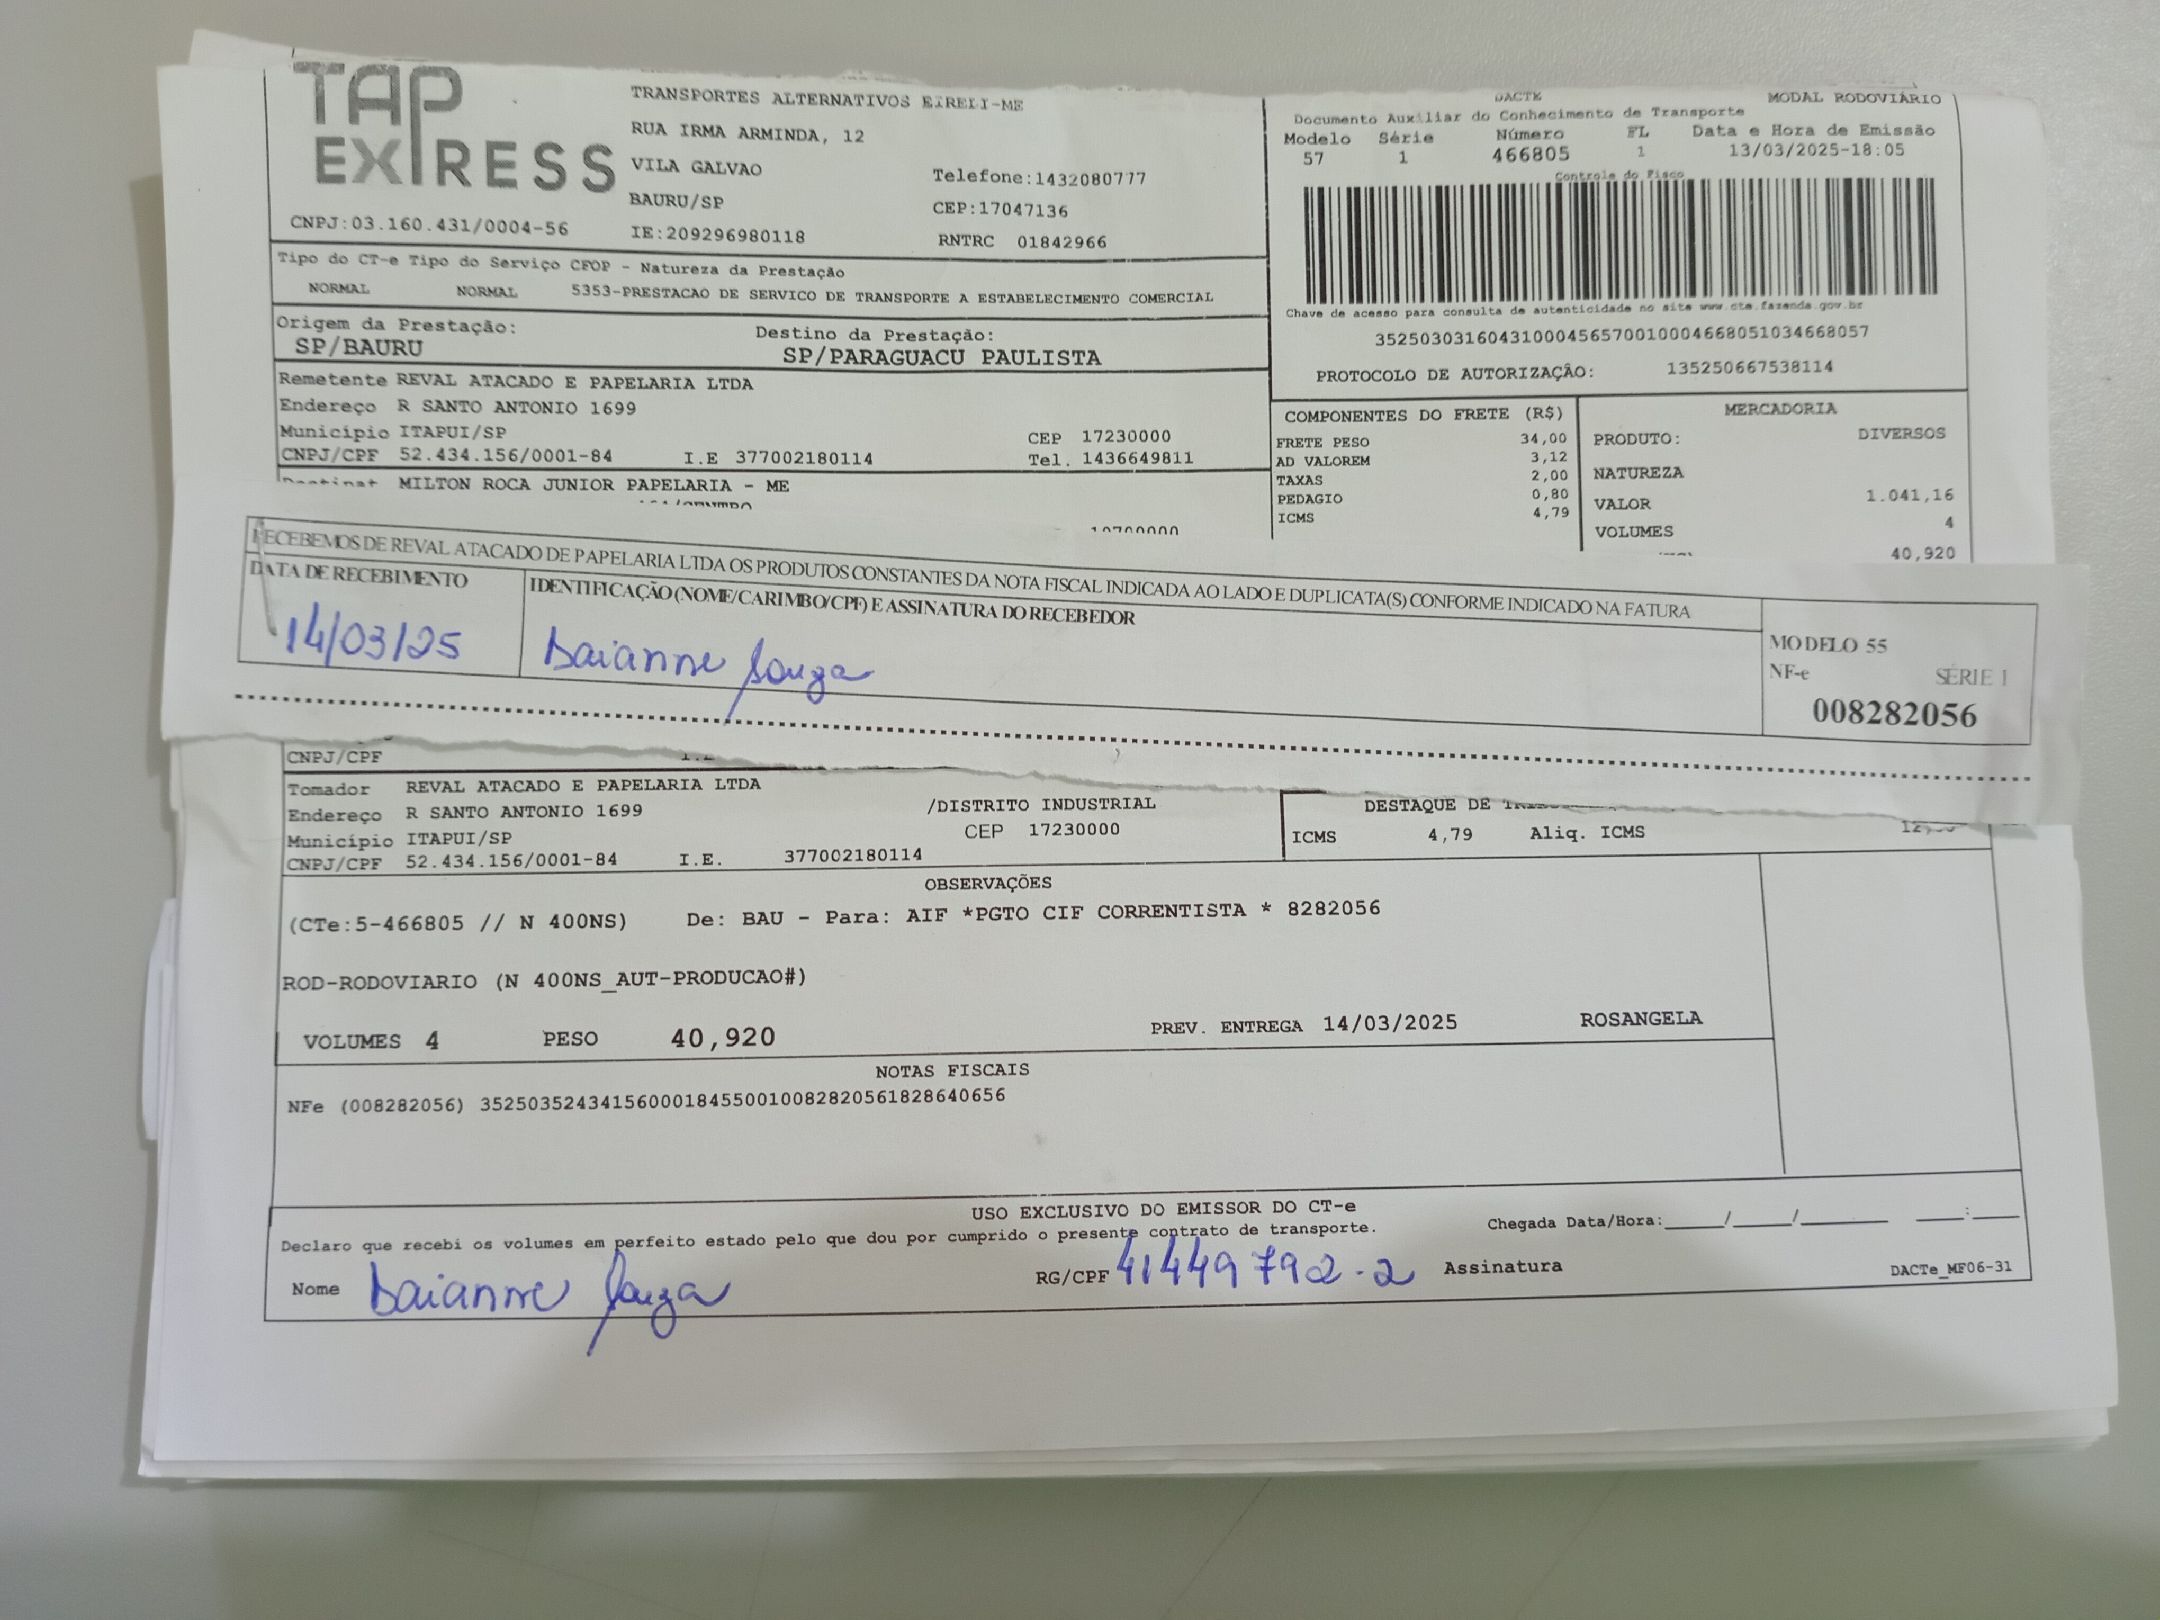 TAP
EXPRESS
CNPJ:03.160.431/0004-56
TRANSPORTES ALTERNATIVOS EIRELI-ME
RUA IRMA ARMINDA, 12
VILA GALVAO
Telefone:1432080777
BAURU/SP
CEP:17047136
IE:209296980118
RNTRC 01842966
DACTE
MODAL RODOVIÁRIO
Documento Auxiliar do Conhecimento de Transporte
Modelo Série Número FL Data e Hora de Emissão
57 1 466805 1 13/03/2025-18:05
Controle do Fisco
Chave de acesso para consulta de autenticidade no site www.cte.fazenda.gov.br
35250303160431000456570010004668051034668057
PROTOCOLO DE AUTORIZAÇÃO: 135250667538114
Tipo do CT-e Tipo do Serviço CFOP - Natureza da Prestação
NORMAL NORMAL 5353-PRESTACAO DE SERVICO DE TRANSPORTE A ESTABELECIMENTO COMERCIAL
Origem da Prestação: Destino da Prestação:
SP/BAURU SP/PARAGUACU PAULISTA
Remetente REVAL ATACADO E PAPELARIA LTDA
Endereço R SANTO ANTONIO 1699
Município ITAPUI/SP CEP 17230000
CNPJ/CPF 52.434.156/0001-84 I.E 377002180114 Tel. 1436649811
MILTON ROCA JUNIOR PAPELARIA - ME
COMPONENTES DO FRETE (R$)
FRETE PESO 34,00
AD VALOREM 3,12
TAXAS 2,00
PEDAGIO 0,80
ICMS 4,79
MERCADORIA
PRODUTO: DIVERSOS
NATUREZA
VALOR 1.041,16
VOLUMES 4
40,920
RECEBEMOS DE REVAL ATACADO DE PAPELARIA LTDA OS PRODUTOS CONSTANTES DA NOTA FISCAL INDICADA AO LADO E DUPLICATA(S) CONFORME INDICADO NA FATURA
DATA DE RECEBIMENTO
IDENTIFICAÇÃO (NOME/CARIMBO/CPF) E ASSINATURA DO RECEBEDOR
14/03/25
Daianne Souza
MODELO 55
NF-e SÉRIE 1
008282056
CNPJ/CPF
Tomador REVAL ATACADO E PAPELARIA LTDA
Endereço R SANTO ANTONIO 1699 /DISTRITO INDUSTRIAL
Município ITAPUI/SP CEP 17230000
CNPJ/CPF 52.434.156/0001-84 I.E. 377002180114
DESTAQUE DE
ICMS 4,79 Aliq. ICMS
OBSERVAÇÕES
(CTe:5-466805 // N 400NS) De: BAU - Para: AIF *PGTO CIF CORRENTISTA * 8282056
ROD-RODOVIARIO (N 400NS_AUT-PRODUCAO#)
VOLUMES 4 PESO 40,920 PREV. ENTREGA 14/03/2025 ROSANGELA
NOTAS FISCAIS
NFe (008282056) 35250352434156000184550010082820561828640656
USO EXCLUSIVO DO EMISSOR DO CT-e
Declaro que recebi os volumes em perfeito estado pelo que dou por cumprido o presente contrato de transporte.
Chegada Data/Hora:_____/_____/_______ ____:____
Nome Daianne Souza RG/CPF 41449792-2 Assinatura
DACTe_MF06-31